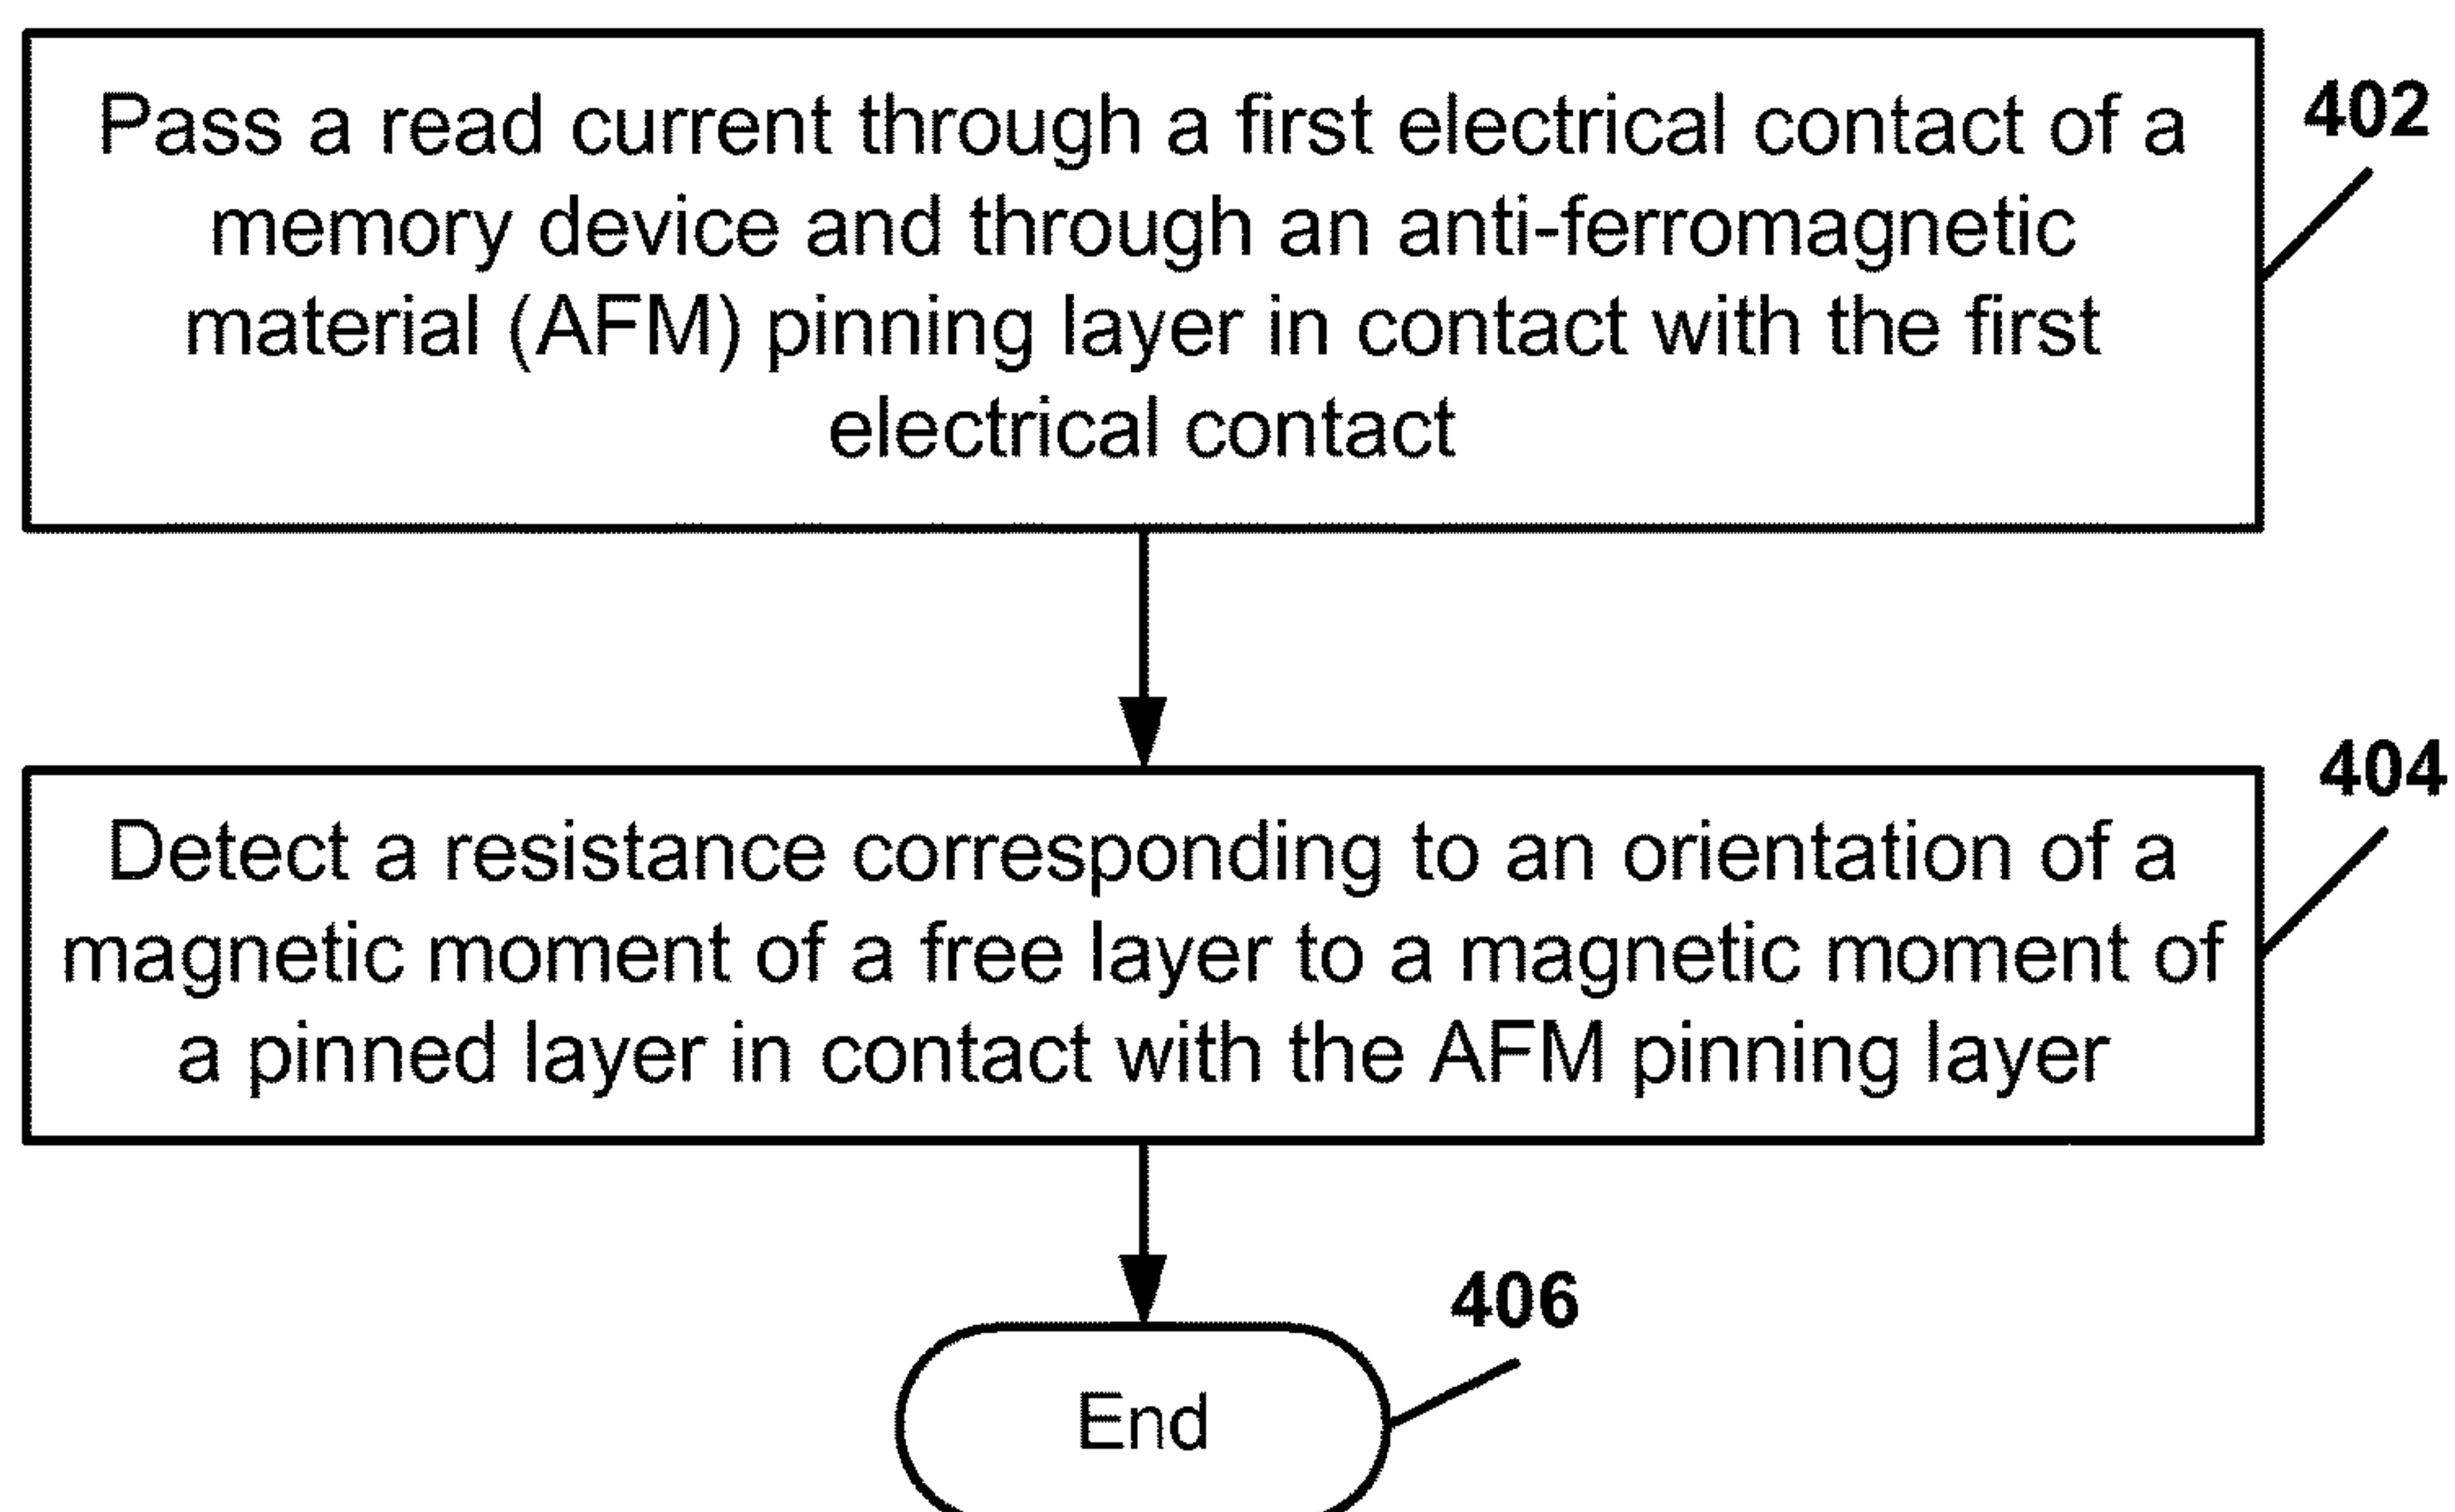 Pass a read current through a first electrical contact of a
memory device and through an anti-ferromagnetic
material (AFM) pinning layer in contact with the first
electrical contact
402
Detect a resistance corresponding to an orientation of a
magnetic moment of a free layer to a magnetic moment of
a pinned layer in contact with the AFM pinning layer
404
End
406